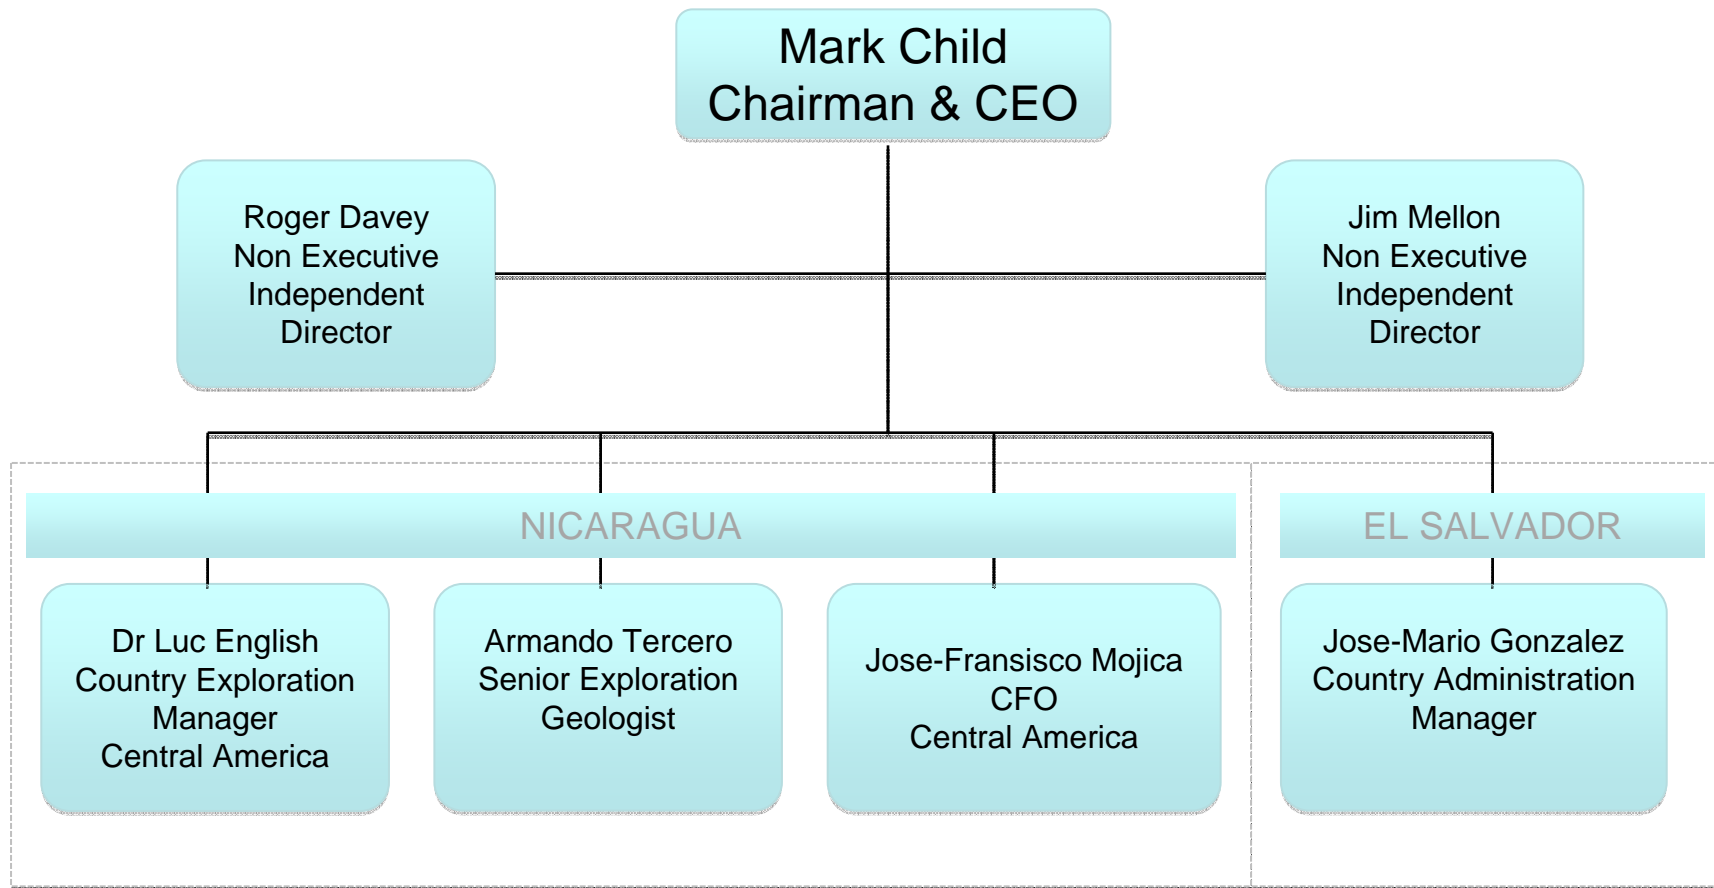 Mark Child
Chairman & CEO
Roger Davey
Non Executive
Independent
Director
Jim Mellon
Non Executive
Independent
Director
NICARAGUA
EL SALVADOR
Dr Luc English
Country Exploration
Manager
Central America
Armando Tercero
Senior Exploration
Geologist
Jose-Fransisco Mojica
CFO
Central America
Jose-Mario Gonzalez
Country Administration
Manager